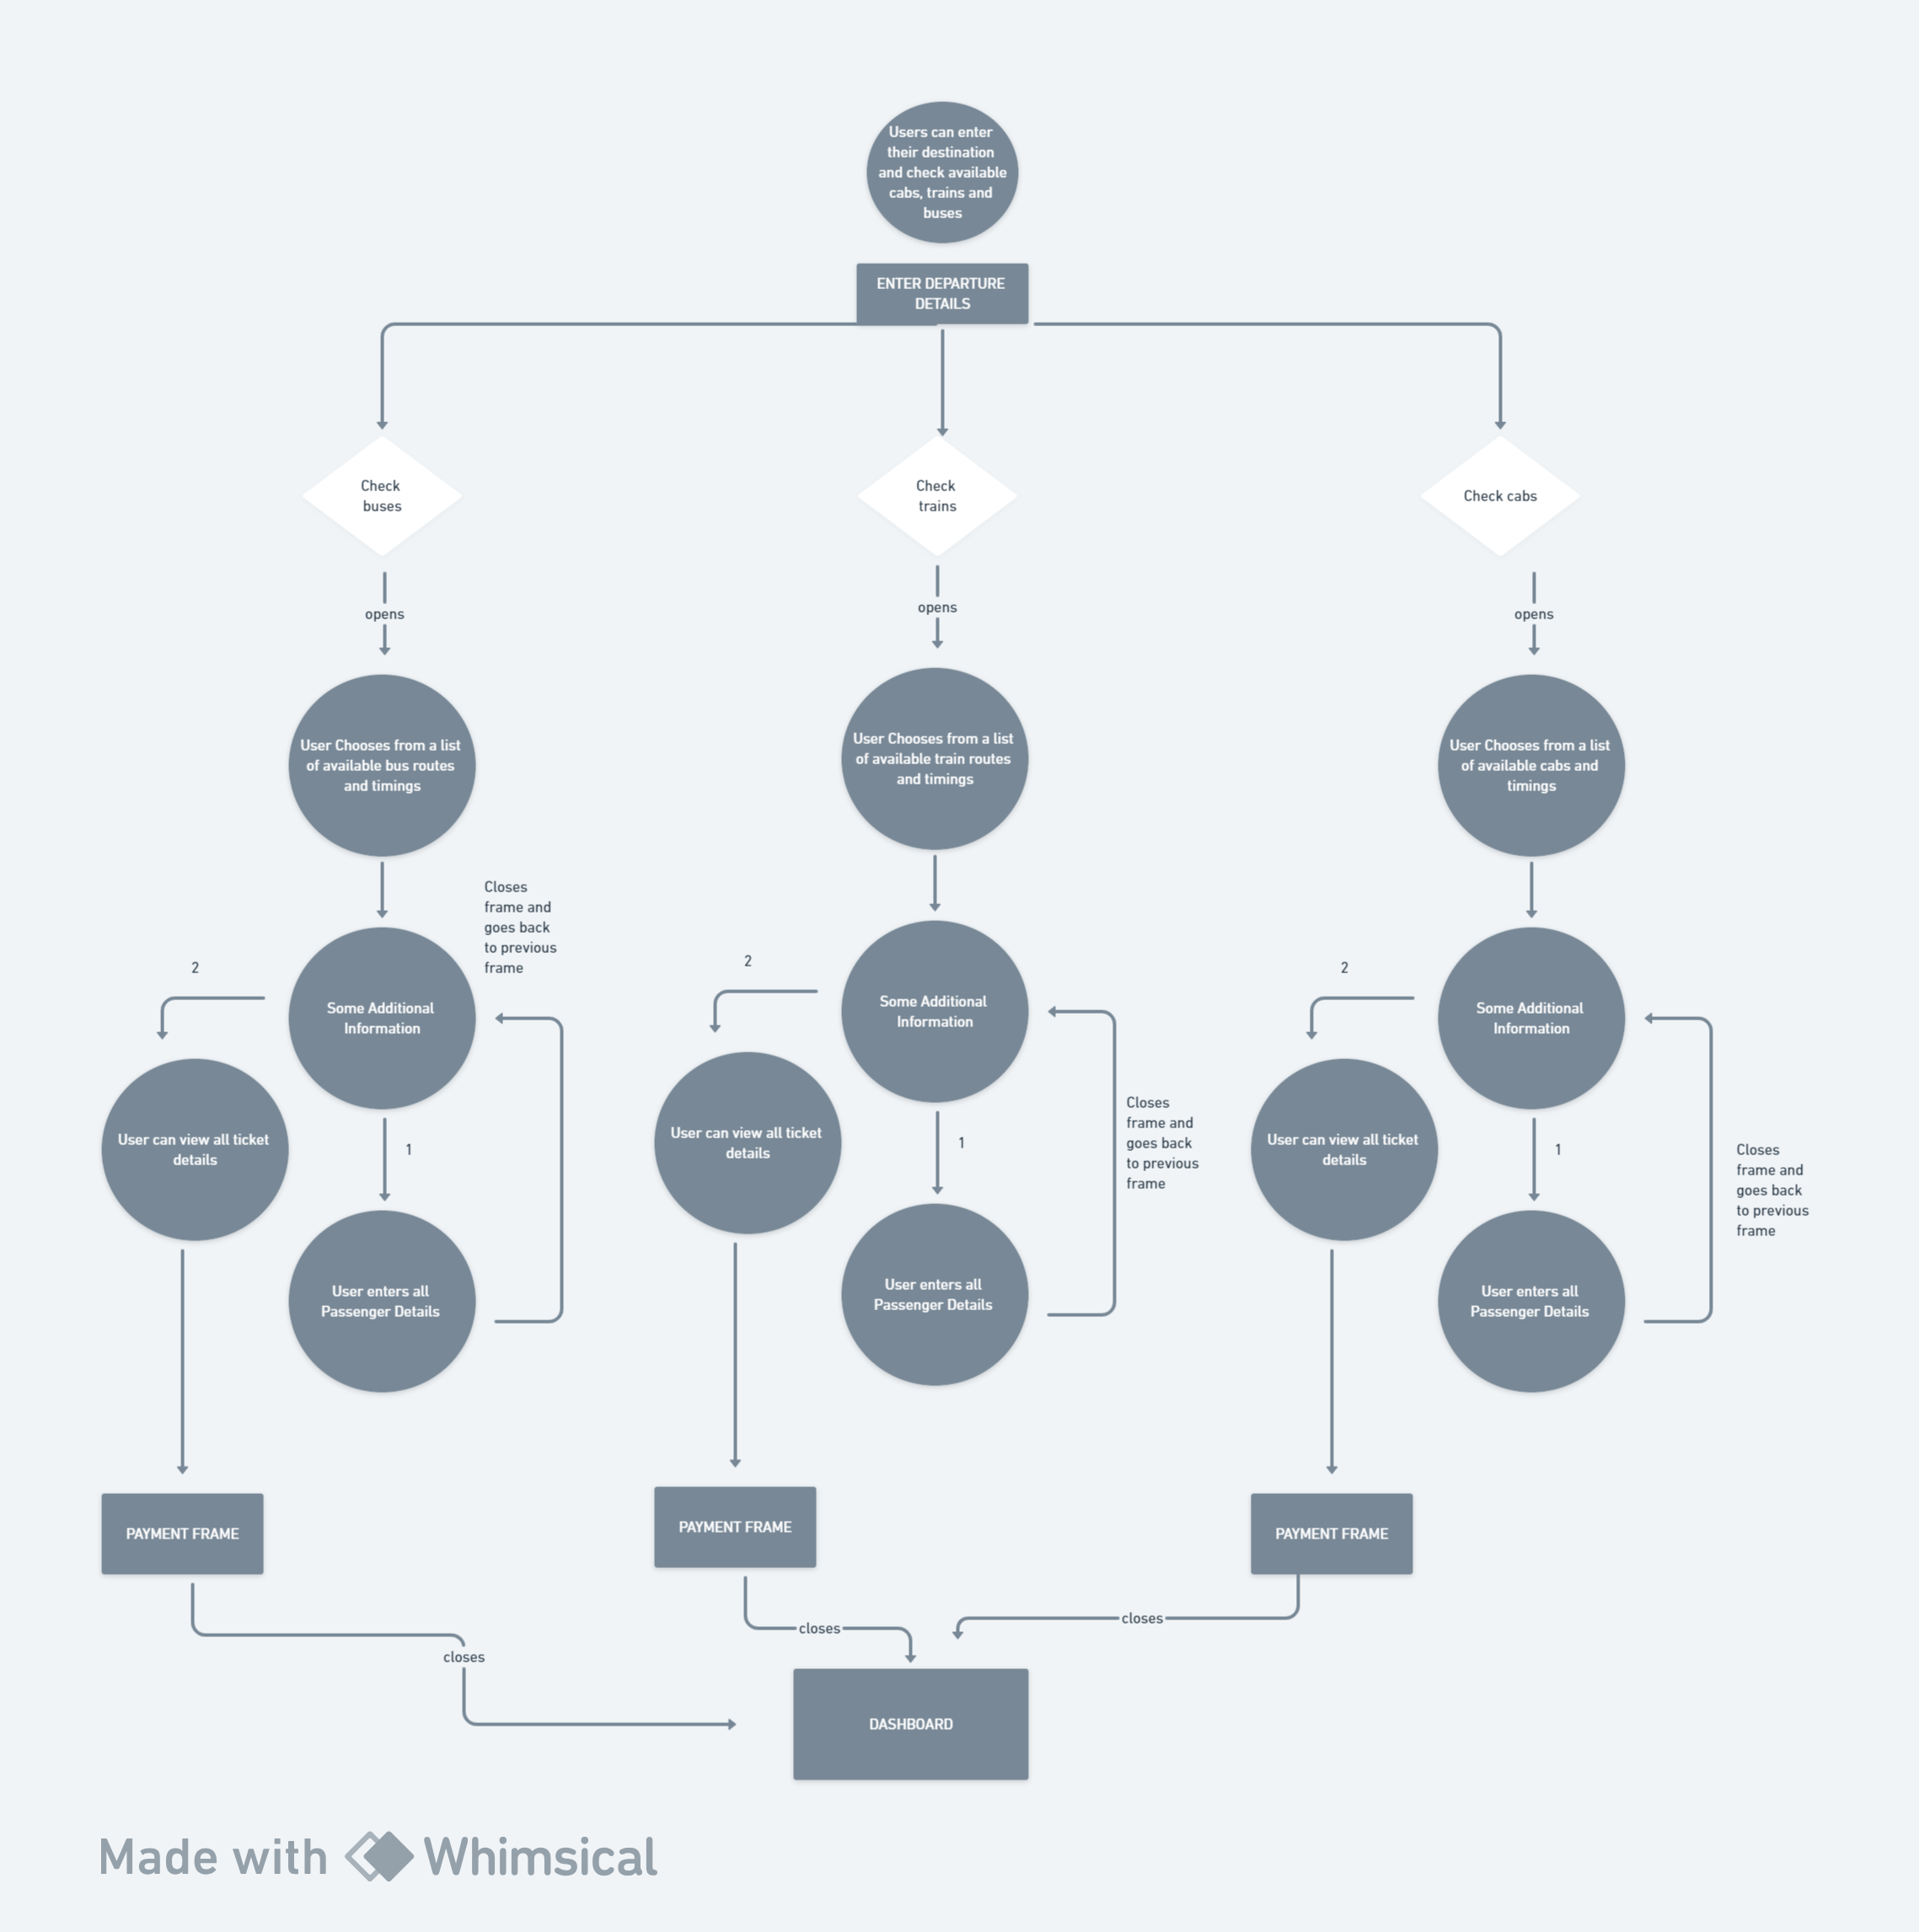 Users can enter
their destination
and check available
cabs, trains and
buses
ENTER DEPARTURE
DETAILS
Check
buses
Check
trains
Check cabs
opens
opens
opens
User Chooses from a list
of available bus routes
and timings
User Chooses from a list
of available train routes
and timings
User Chooses from a list
of available cabs and
timings
Closes
frame and
goes back
to previous
frame
2
Some Additional
Information
2
Some Additional
Information
2
Some Additional
Information
User can view all ticket
details
1
User can view all ticket
details
1
Closes
frame and
goes back
to previous
frame
User can view all ticket
details
1
Closes
frame and
goes back
to previous
frame
User enters all
Passenger Details
User enters all
Passenger Details
User enters all
Passenger Details
PAYMENT FRAME
PAYMENT FRAME
PAYMENT FRAME
closes
closes
closes
DASHBOARD
Made with Whimsical